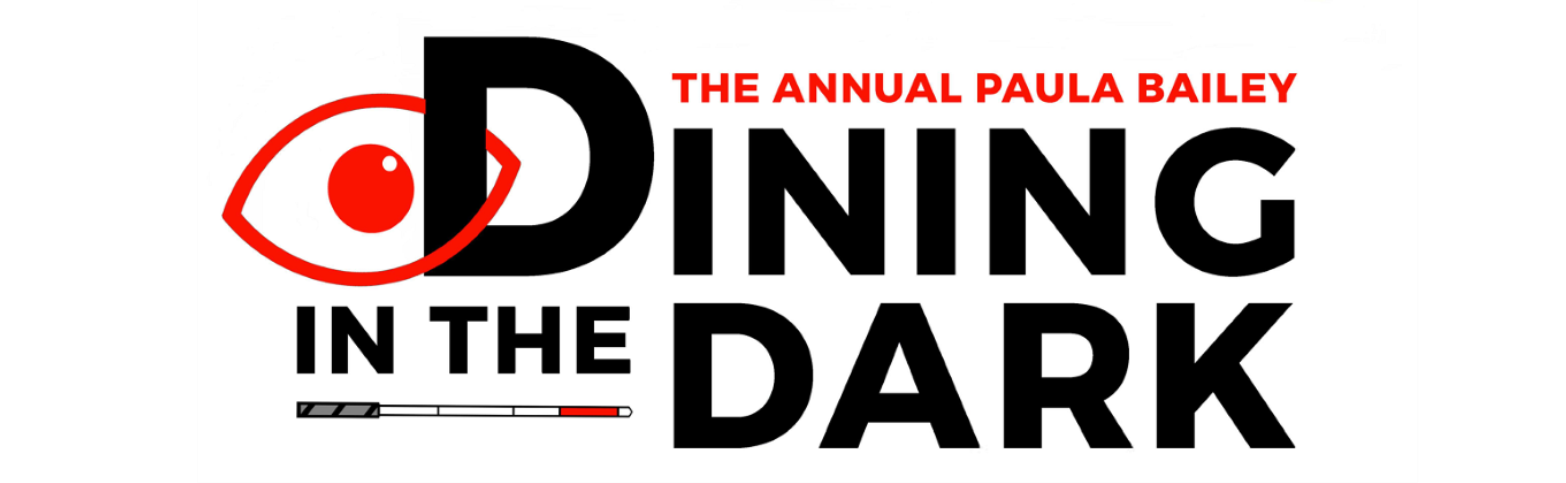 THE ANNUAL PAULA BAILEY
DINING
IN THE
DARK